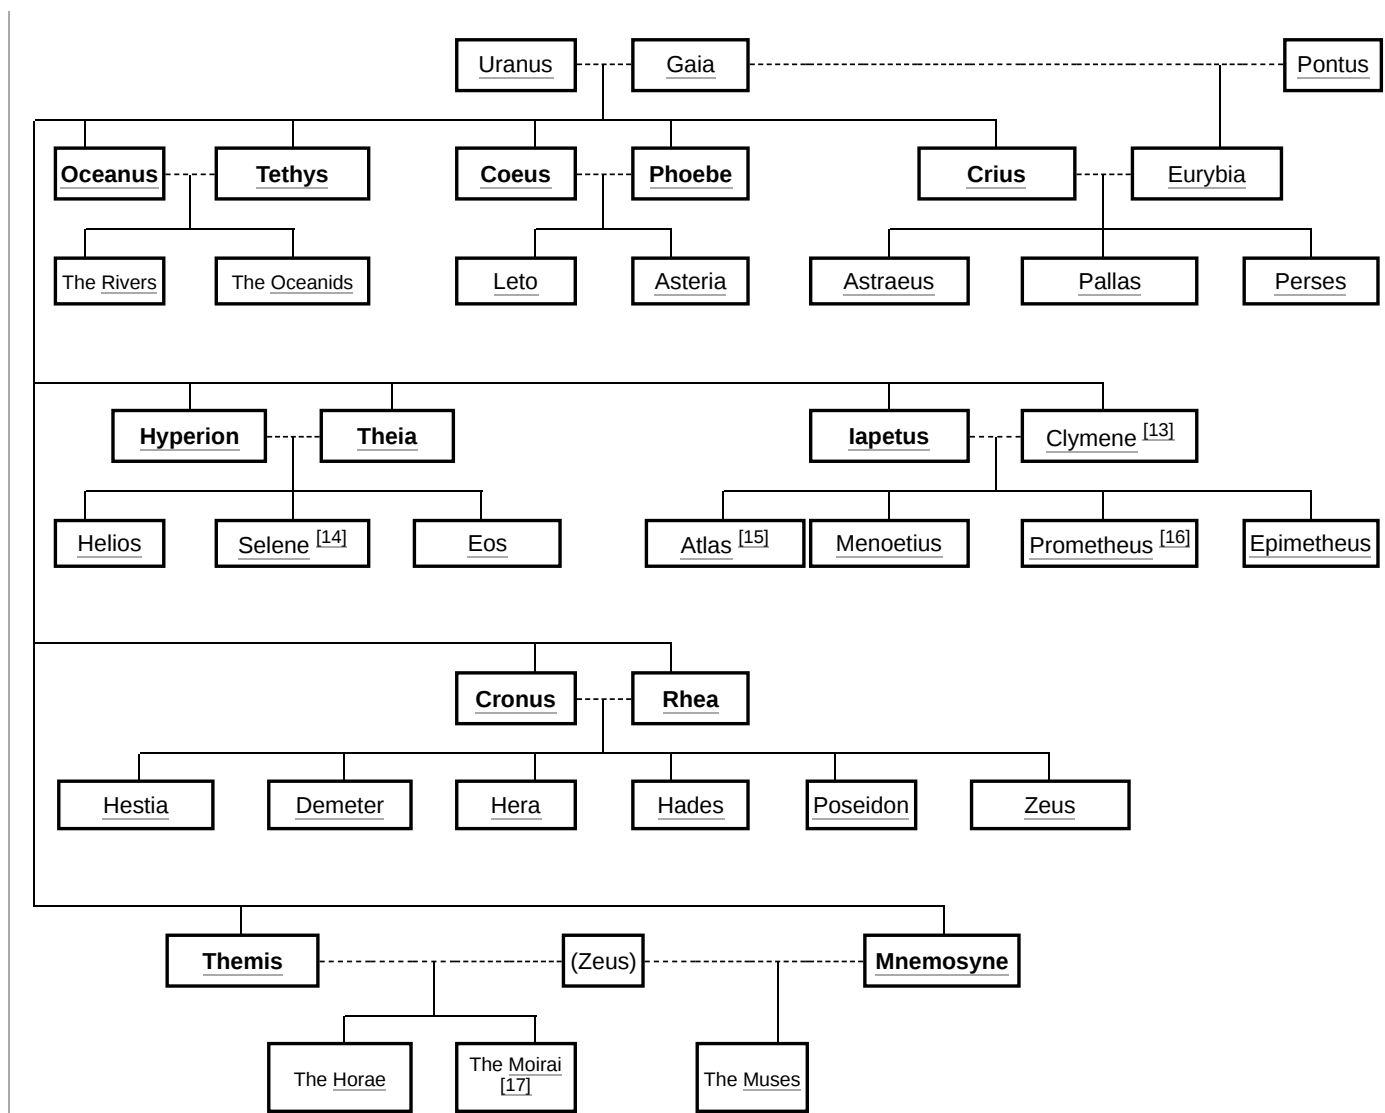 Uranus Gaia Pontus
Oceanus Tethys Coeus Phoebe Crius Eurybia
The Rivers The Oceanids Leto Asteria Astraeus Pallas Perses
Hyperion Theia Iapetus Clymene [13]
Helios Selene [14] Eos Atlas [15] Menoetius Prometheus [16] Epimetheus
Cronus Rhea
Hestia Demeter Hera Hades Poseidon Zeus
Themis (Zeus) Mnemosyne
The Horae The Moirai
[17] The Muses